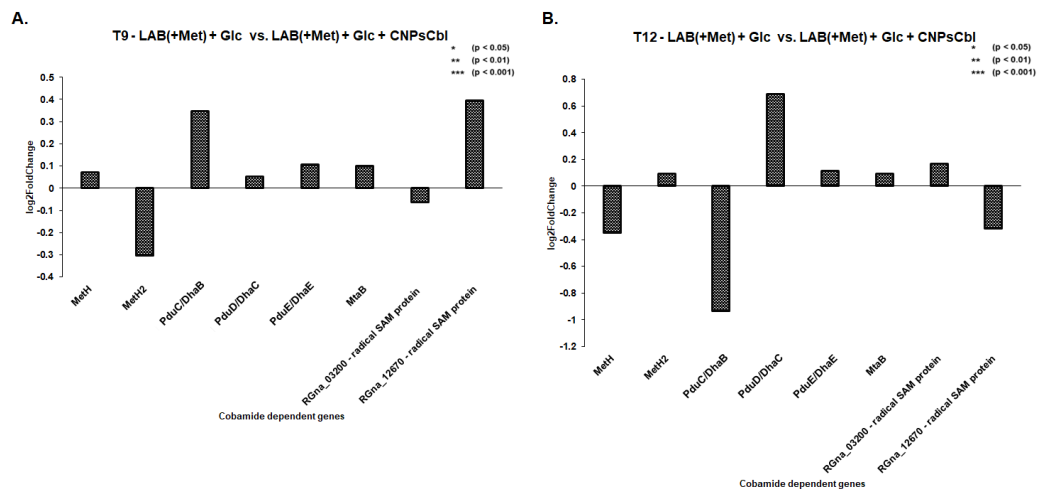 A.
T9 - LAB(+Met) + Glc vs. LAB(+Met) + Glc + CNPsCbl
* (p < 0.05)
** (p < 0.01)
*** (p < 0.001)
log2FoldChange
0.5
0.4
0.3
0.2
0.1
0
-0.1
-0.2
-0.3
-0.4
MetH
MetH2
PduC/DhaB
PduD/DhaC
PduE/DhaE
MtaB
RGna_03200 - radical SAM protein
RGna_12670 - radical SAM protein
Cobamide dependent genes
B.
T12 - LAB(+Met) + Glc vs. LAB(+Met) + Glc + CNPsCbl
* (p < 0.05)
** (p < 0.01)
*** (p < 0.001)
log2FoldChange
0.8
0.6
0.4
0.2
0
-0.2
-0.4
-0.6
-0.8
-1
-1.2
MetH
MetH2
PduC/DhaB
PduD/DhaC
PduE/DhaE
MtaB
RGna_03200 - radical SAM protein
RGna_12670 - radical SAM protein
Cobamide dependent genes